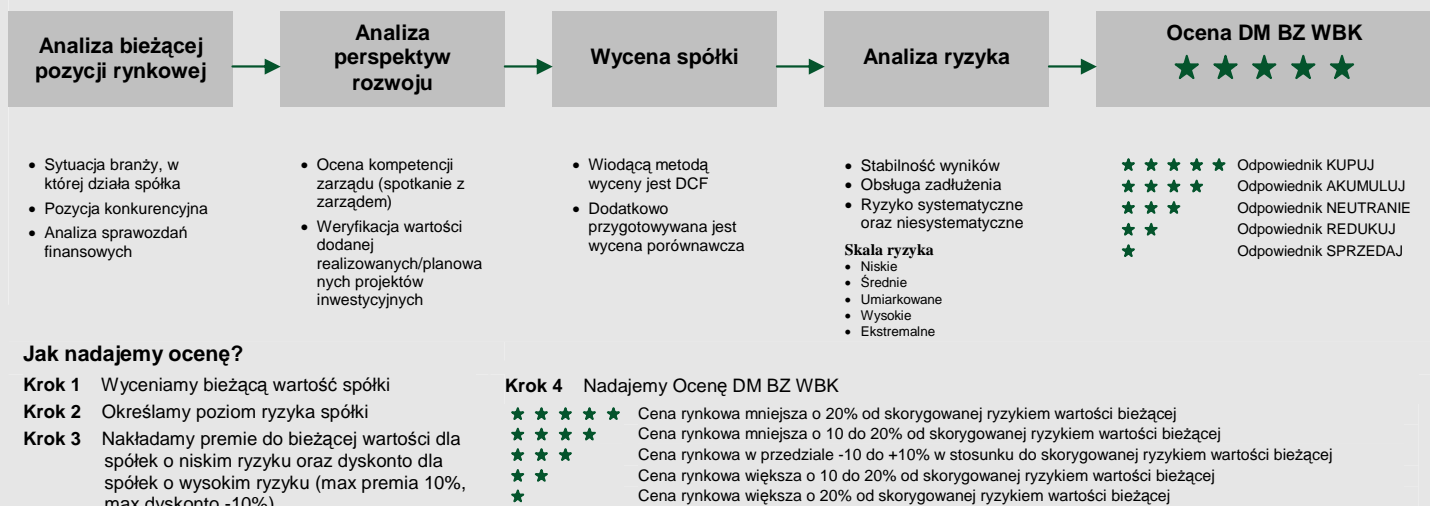 Analiza bieżącej
pozycji rynkowej
Analiza
perspektyw
rozwoju
Wycena spółki
Analiza ryzyka
Ocena DM BZ WBK
• Sytuacja branży, w
której działa spółka
• Pozycja konkurencyjna
• Analiza sprawozdań
finansowych
• Ocena kompetencji
zarządu (spotkanie z
zarządem)
• Weryfikacja wartości
dodanej
realizowanych/planowa
nych projektów
inwestycyjnych
• Wiodącą metodą
wyceny jest DCF
• Dodatkowo
przygotowywana jest
wycena porównawcza
• Stabilność wyników
• Obsługa zadłużenia
• Ryzyko systematyczne
oraz niesystematyczne
Skala ryzyka
• Niskie
• Średnie
• Umiarkowane
• Wysokie
• Ekstremalne
Odpowiednik KUPUJ
Odpowiednik AKUMULUJ
Odpowiednik NEUTRANIE
Odpowiednik REDUKUJ
Odpowiednik SPRZEDAJ
Jak nadajemy ocenę?
Krok 1 Wyceniamy bieżącą wartość spółki
Krok 2 Określamy poziom ryzyka spółki
Krok 3 Nakładamy premie do bieżącej wartości dla
spółek o niskim ryzyku oraz dyskonto dla
spółek o wysokim ryzyku (max premia 10%,
max dyskonto -10%)
Krok 4 Nadajemy Ocenę DM BZ WBK
Cena rynkowa mniejsza o 20% od skorygowanej ryzykiem wartości bieżącej
Cena rynkowa mniejsza o 10 do 20% od skorygowanej ryzykiem wartości bieżącej
Cena rynkowa w przedziale -10 do +10% w stosunku do skorygowanej ryzykiem wartości bieżącej
Cena rynkowa większa o 10 do 20% od skorygowanej ryzykiem wartości bieżącej
Cena rynkowa większa o 20% od skorygowanej ryzykiem wartości bieżącej